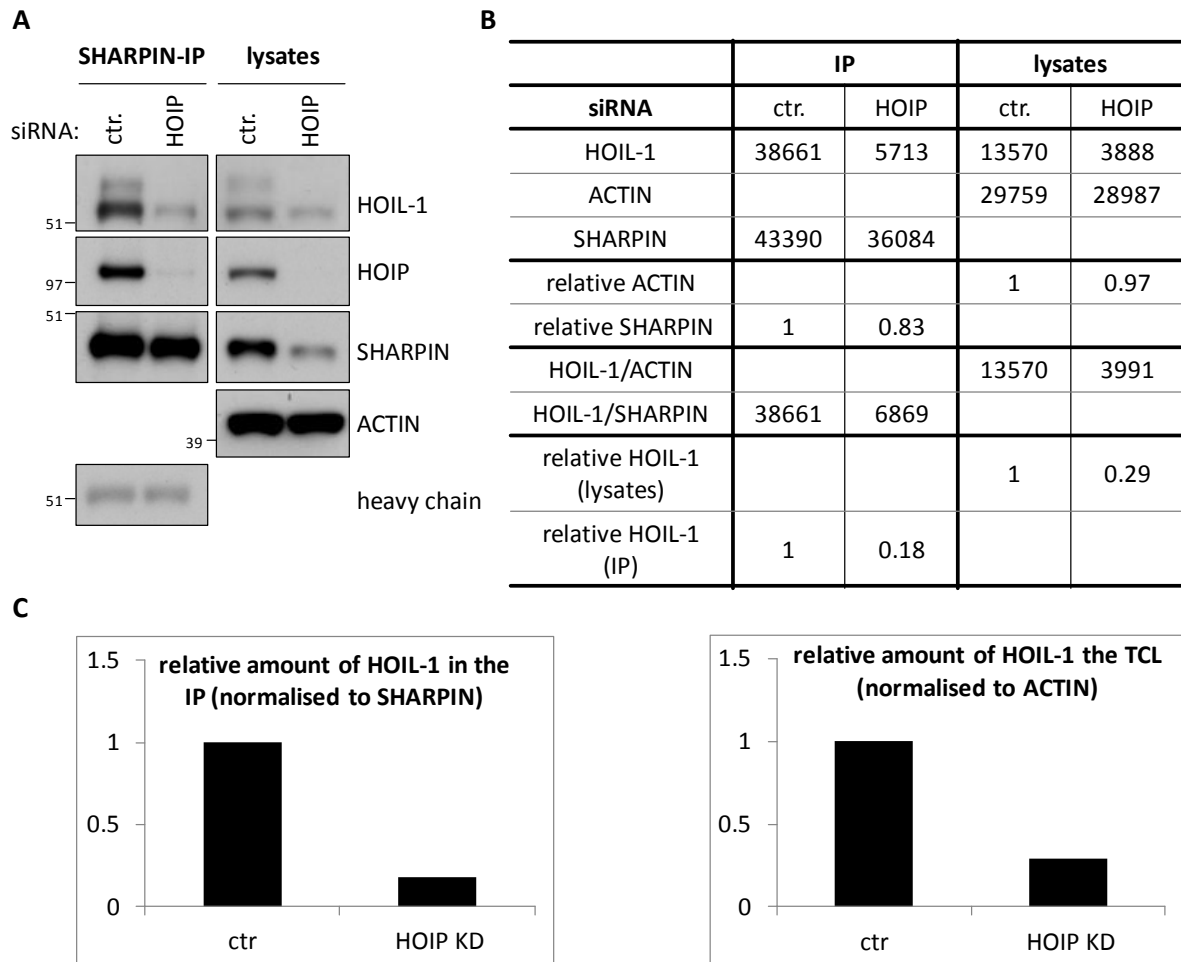 A
SHARPIN-IP lysates
siRNA: ctr. HOIP ctr. HOIP
51
HOIL-1
97
HOIP
51
SHARPIN
39
ACTIN
51
heavy chain
B
IP lysates
siRNA ctr. HOIP ctr. HOIP
HOIL-1 38661 5713 13570 3888
ACTIN 29759 28987
SHARPIN 43390 36084
relative ACTIN 1 0.97
relative SHARPIN 1 0.83
HOIL-1/ACTIN 13570 3991
HOIL-1/SHARPIN 38661 6869
relative HOIL-1
(lysates) 1 0.29
relative HOIL-1
(IP) 1 0.18
C
relative amount of HOIL-1 in the
IP (normalised to SHARPIN)
1.5
1
0.5
0
ctr HOIP KD
relative amount of HOIL-1 the TCL
(normalised to ACTIN)
1.5
1
0.5
0
ctr HOIP KD